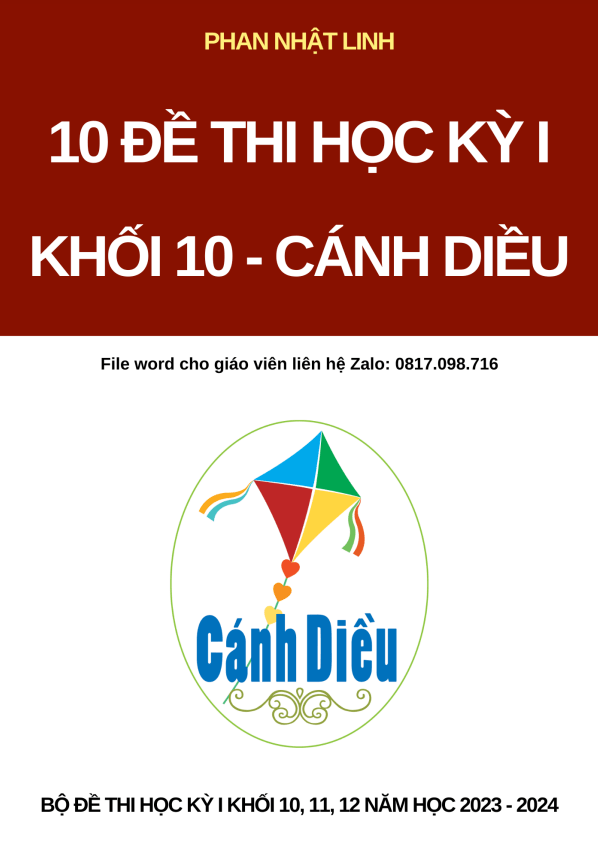 PHAN NHẬT LINH
10 ĐỀ THI HỌC KỲ I
KHỐI 10 - CÁNH DIỀU
File word cho giáo viên liên hệ Zalo: 0817.098.716
Cánh Diều
BỘ ĐỀ THI HỌC KỲ I KHỐI 10, 11, 12 NĂM HỌC 2023 - 2024